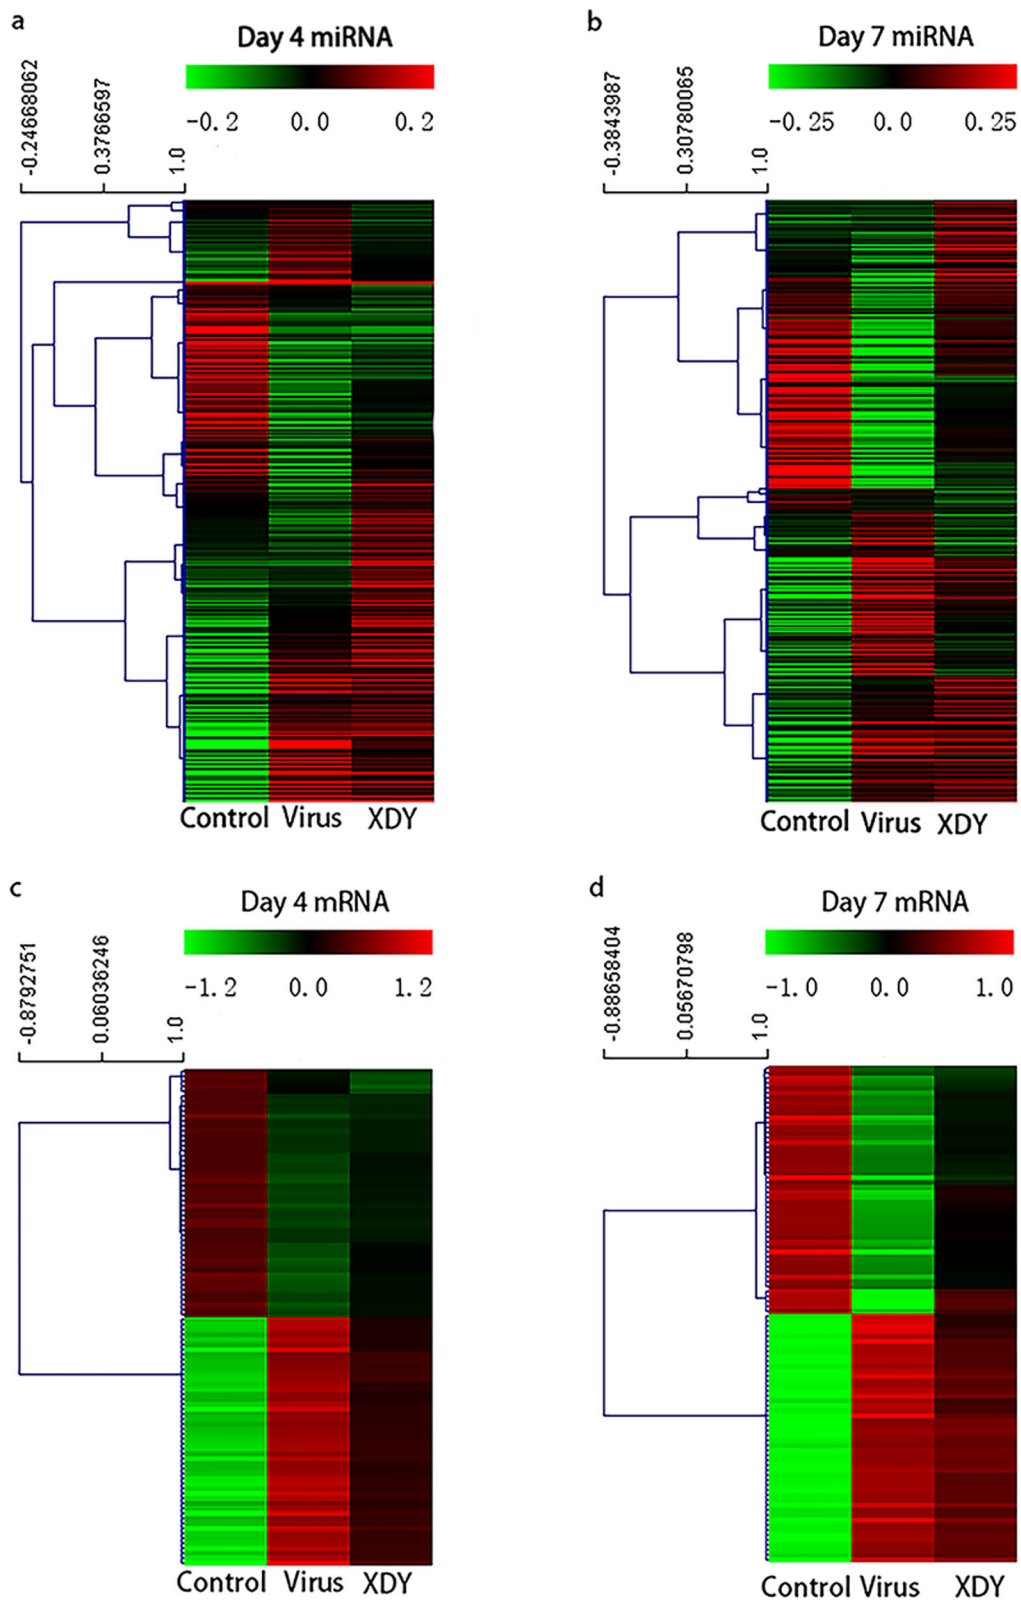 a
Day 4 miRNA
-0.2 0.0 0.2
-0.24668062
0.3766597
1.0
Control Virus XDY
b
Day 7 miRNA
-0.25 0.0 0.25
-0.3843987
0.30780065
1.0
Control Virus XDY
c
Day 4 mRNA
-1.2 0.0 1.2
-0.8792751
0.06036246
1.0
Control Virus XDY
d
Day 7 mRNA
-1.0 0.0 1.0
-0.88658404
0.05670798
1.0
Control Virus XDY